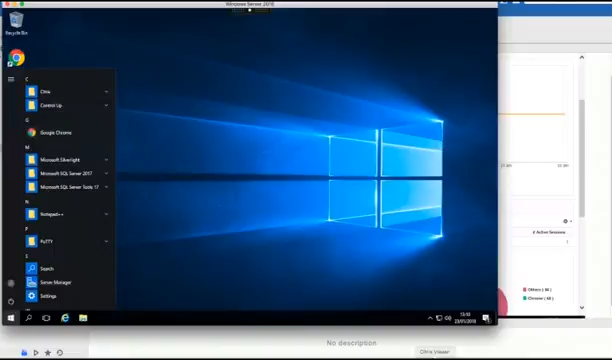 Windows Server 2016
Recycle Bin
C
Citrix
Control Up
G
Google Chrome
M
Microsoft Silverlight
Microsoft SQL Server 2017
Microsoft SQL Server Tools 17
N
Notepad++
P
PuTTY
S
Search
Server Manager
Settings
# Active Sessions
Others ( 84 )
No description
Citrix Viewer